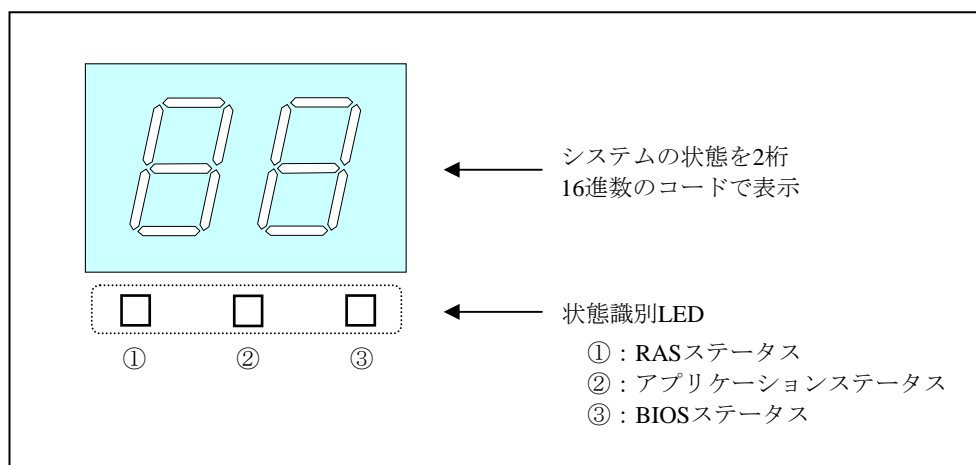 システムの状態を2桁
16進数のコードで表示
状態識別LED
①：RASステータス
②：アプリケーションステータス
③：BIOSステータス
① ② ③